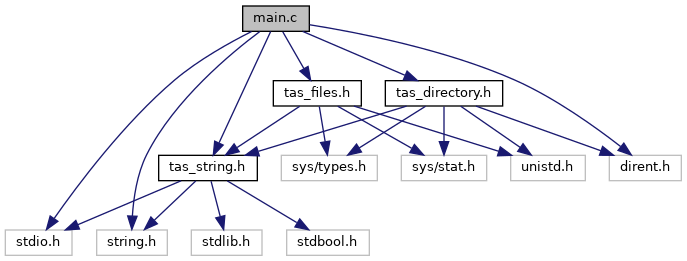 main.c
tas_files.h
tas_directory.h
tas_string.h
sys/types.h
sys/stat.h
unistd.h
dirent.h
stdio.h
string.h
stdlib.h
stdbool.h